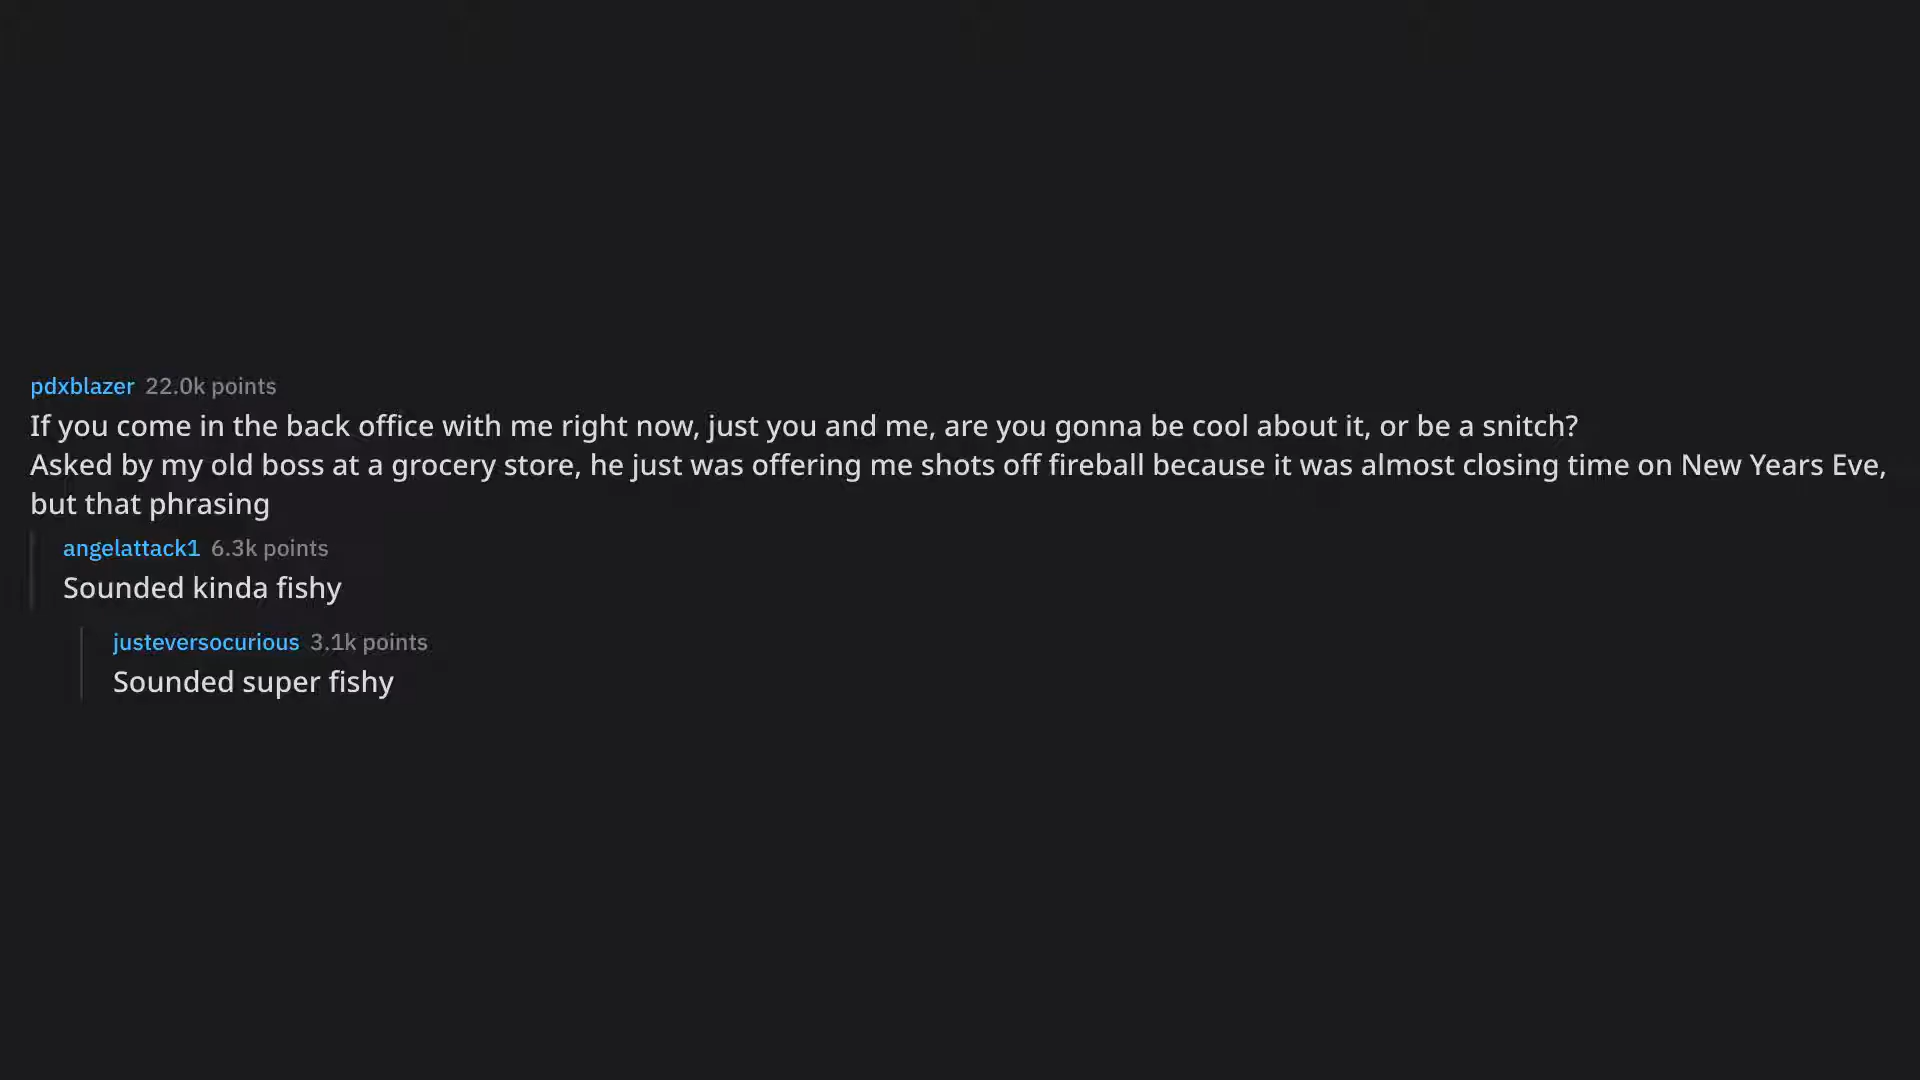 pdxblazer 22.0k points
If you come in the back office with me right now, just you and me, are you gonna be cool about it, or be a snitch?
Asked by my old boss at a grocery store, he just was offering me shots off fireball because it was almost closing time on New Years Eve,
but that phrasing
angelattack1 6.3k points
Sounded kinda fishy
justeversocurious 3.1k points
Sounded super fishy